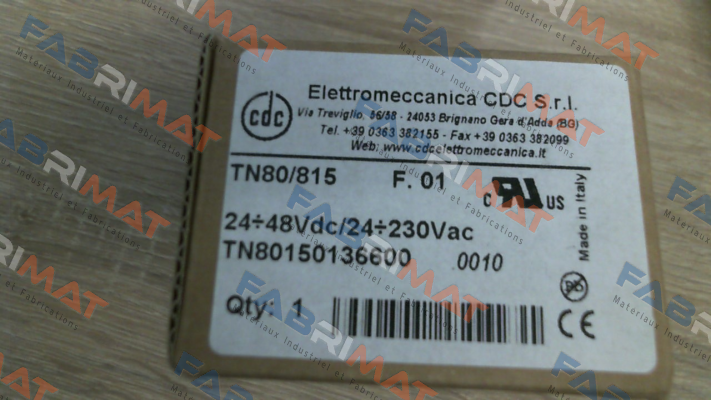 cdc
Elettromeccanica CDC S.r.l.
Via Treviglio, 56/58 - 24053 Brignano Gera d'Adda (BG)
Tel. +39 0363 382155 - Fax +39 0363 382099
Web: www.cdcelettromeccanica.it
TN80/815 F. 01
C US
24÷48Vdc/24÷230Vac
TN80150136600 0010
Qty: 1
Made in Italy
Pb
CE
FABRIMAT
Materiaux Industriel et Fabrications